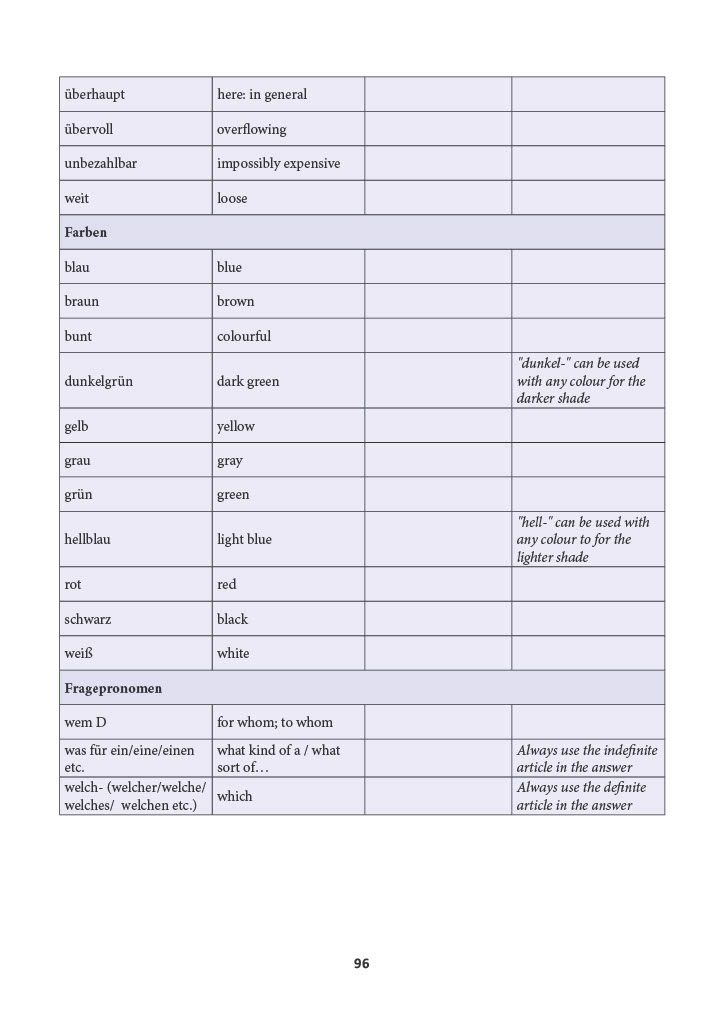 überhaupt here: in general
übervoll overflowing
unbezahlbar impossibly expensive
weit loose
Farben
blau blue
braun brown
bunt colourful
dunkelgrün dark green "dunkel-" can be used
with any colour for the
darker shade
gelb yellow
grau gray
grün green
hellblau light blue "hell-" can be used with
any colour to for the
lighter shade
rot red
schwarz black
weiß white
Fragepronomen
wem D for whom; to whom
was für ein/eine/einen what kind of a / what Always use the indefinite
etc. sort of… article in the answer
welch- (welcher/welche/ which Always use the definite
welches/ welchen etc.) article in the answer
96